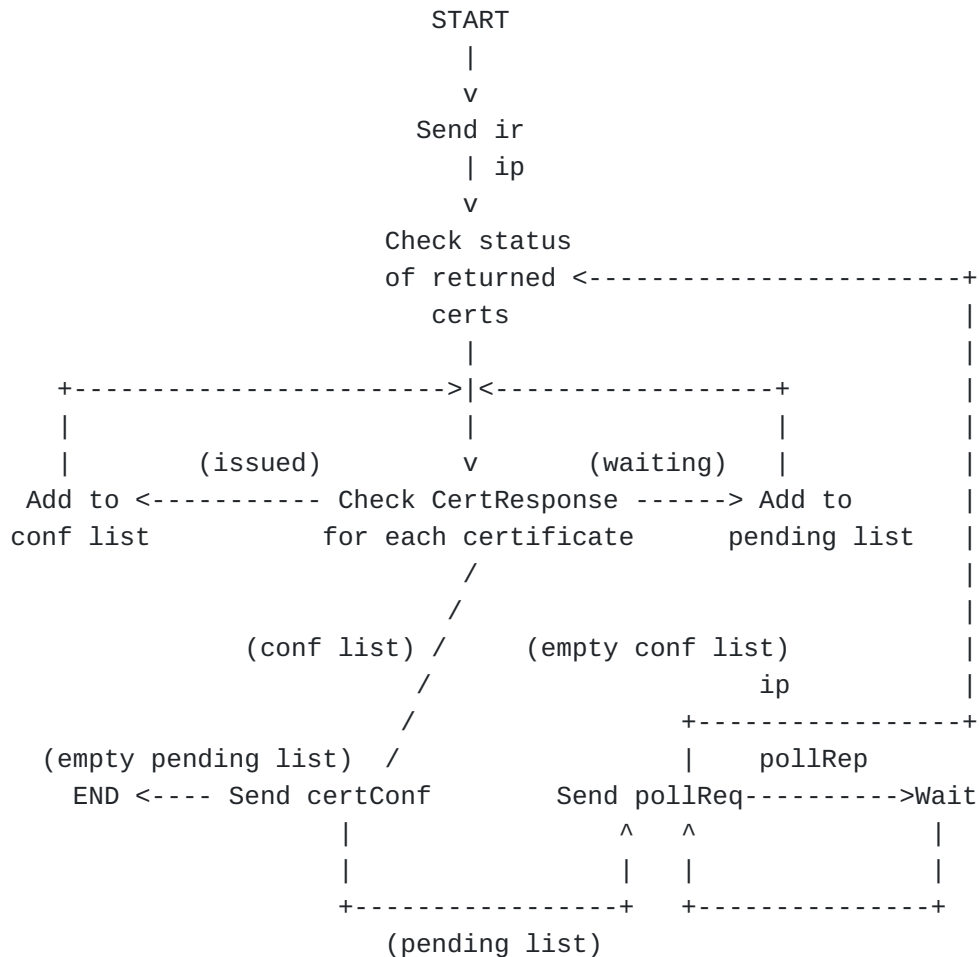 START
|
v
Send ir
| ip
v
Check status
of returned <------------------------+
certs |
| |
+------------------------->|<------------------+ |
| | | |
| (issued) v (waiting) | |
Add to <----------- Check CertResponse ------> Add to |
conf list for each certificate pending list |
/ |
/ |
(conf list) / (empty conf list) |
/ ip |
/ +-----------------+
(empty pending list) / | pollRep
END <---- Send certConf Send pollReq---------->Wait
| ^ ^ |
| | | |
+-----------------+ +---------------+
(pending list)